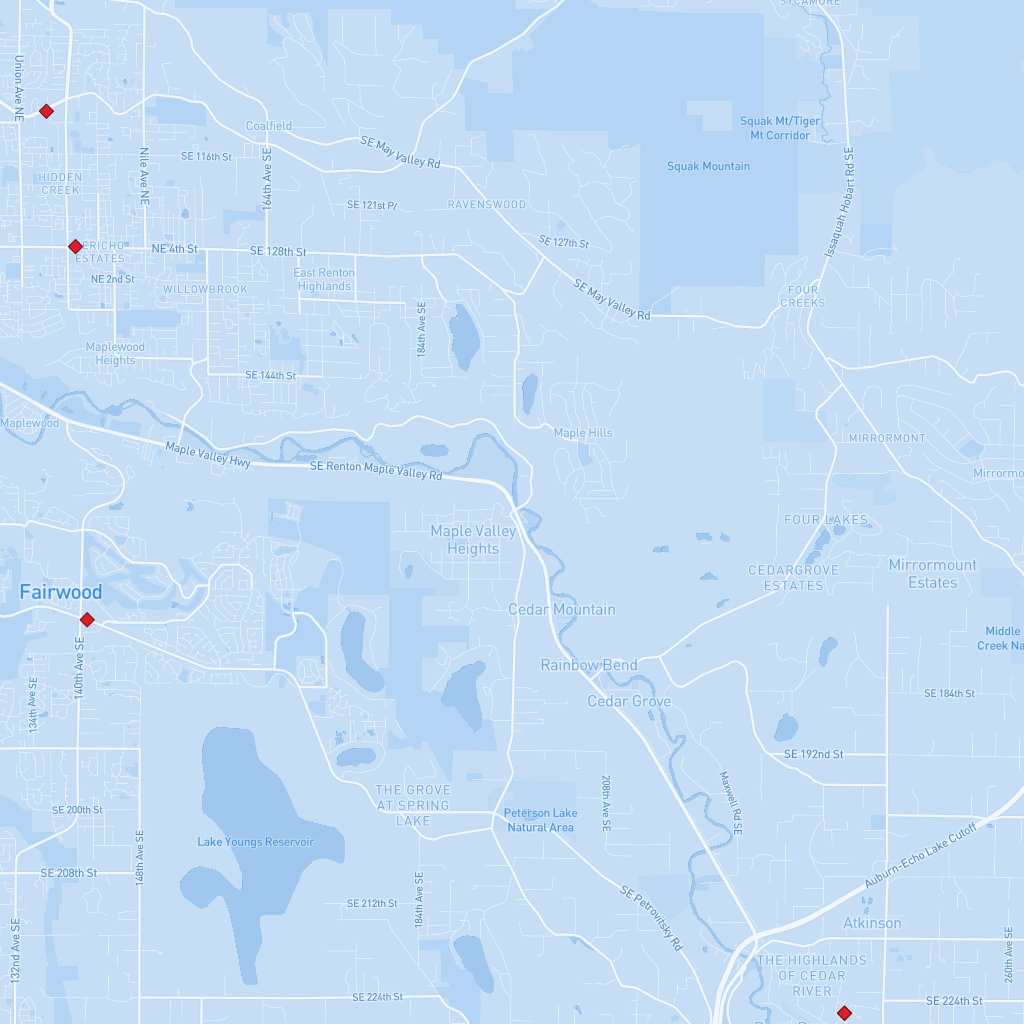 SYCAMORE
Union Ave NE
Coalfield
SE May Valley Rd
Squak Mt/Tiger
Mt Corridor
SE 116th St
Nile Ave NE
164th Ave SE
Squak Mountain
Issaquah Hobart Rd SE
HIDDEN
CREEK
SE 121st Pl
RAVENSWOOD
JERICHO
ESTATES
NE 4th St
SE 128th St
SE 127th St
NE 2nd St
WILLOWBROOK
East Renton
Highlands
SE May Valley Rd
FOUR
CREEKS
184th Ave SE
Maplewood
Heights
SE 144th St
Maplewood
Maple Hills
MIRRORMONT
Maple Valley Hwy
SE Renton Maple Valley Rd
Mirrormo
Maple Valley
Heights
FOUR LAKES
CEDARGROVE
ESTATES
Mirrormont
Estates
Fairwood
Cedar Mountain
Middle
Creek Na
140th Ave SE
Rainbow Bend
134th Ave SE
Cedar Grove
SE 184th St
SE 192nd St
THE GROVE
AT SPRING
LAKE
208th Ave SE
Maxwell Rd SE
SE 200th St
Peterson Lake
Natural Area
Lake Youngs Reservoir
148th Ave SE
Auburn-Echo Lake Cutoff
SE 208th St
184th Ave SE
SE 212th St
SE Petrovitsky Rd
Atkinson
132nd Ave SE
260th Ave SE
THE HIGHLANDS
OF CEDAR
RIVER
SE 224th St
SE 224th St